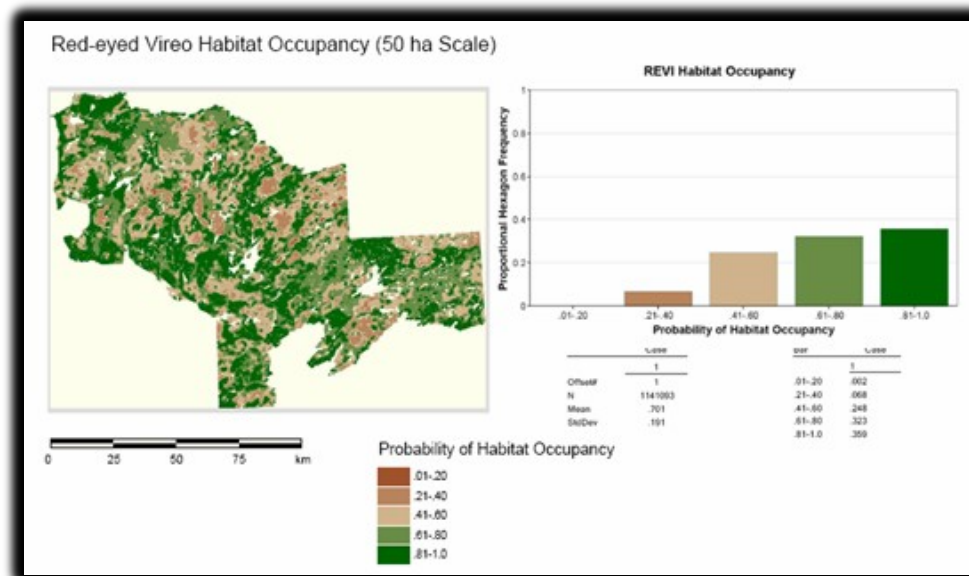 Red-eyed Vireo Habitat Occupancy (50 ha Scale)
REVI Habitat Occupancy
Proportional Hexagon Frequency
1
0.8
0.6
0.4
0.2
0
.01-.20 .21-.40 .41-.60 .61-.80 .81-1.0
Probability of Habitat Occupancy
Case
1
Offset# 1
N 1141093
Mean .701
StdDev .191
Bar Case
1
.01-.20 .002
.21-.40 .068
.41-.60 .248
.61-.80 .323
.81-1.0 .359
0 25 50 75 km
Probability of Habitat Occupancy
.01-.20
.21-.40
.41-.60
.61-.80
.81-1.0